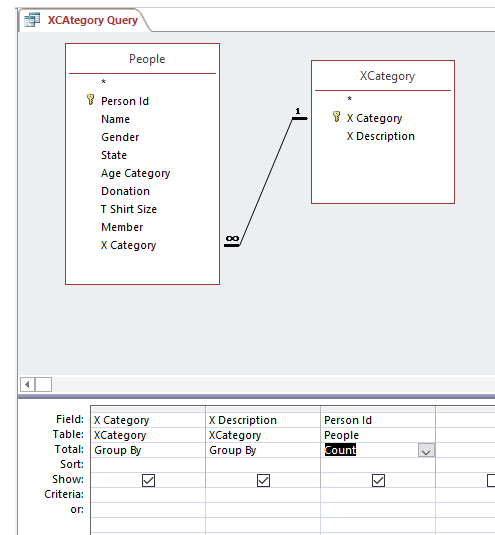 XCAtegory Query
People
*
Person Id
Name
Gender
State
Age Category
Donation
T Shirt Size
Member
X Category
∞
1
XCategory
*
X Category
X Description
Field: X Category X Description Person Id
Table: XCategory XCategory People
Total: Group By Group By Count
Sort:
Show:
Criteria:
or: